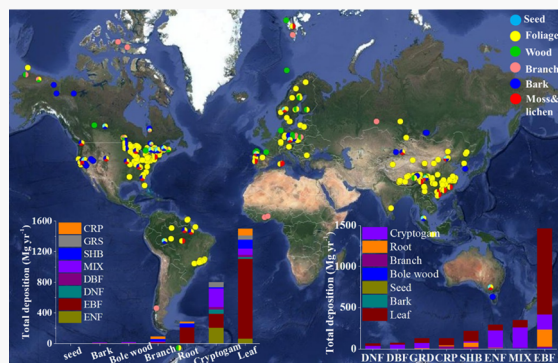 Seed
Foliage
Wood
Branch
Bark
Moss&
lichen
Total deposition (Mg yr⁻¹)
1600
1200
800
400
0
CRP
GRS
SHB
MIX
DBF
DNF
EBF
ENF
seed
Bark
Bole wood
Branch
Root
Cryptogam
Leaf
Total deposition (Mg yr⁻¹)
1500
1000
500
0
Cryptogam
Root
Branch
Bole wood
Seed
Bark
Leaf
DNF DBF GRD CRP SHB ENF MIX EBF